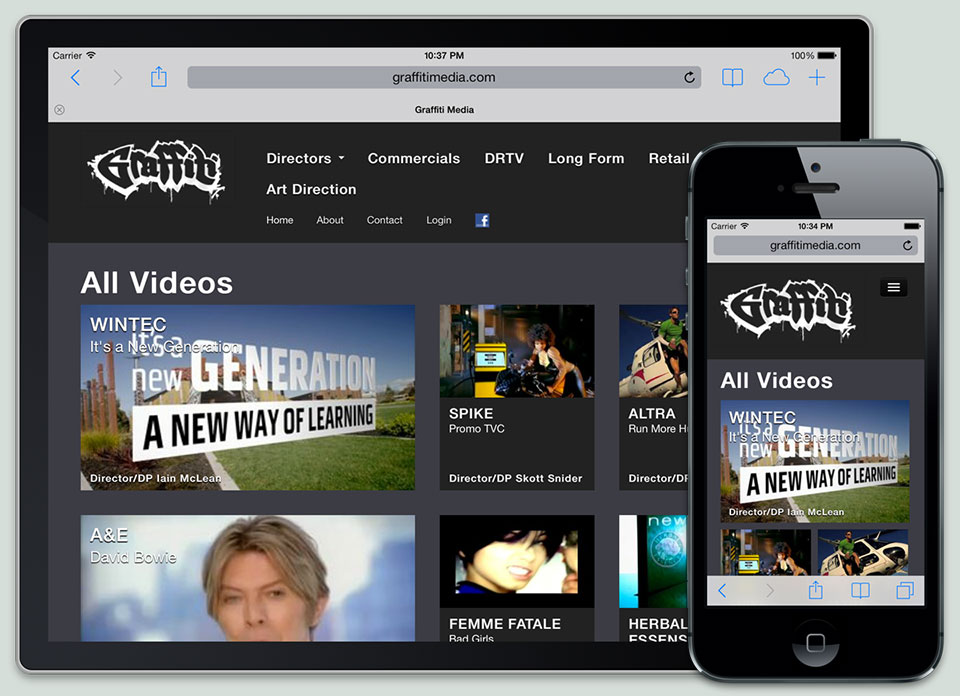 Carrier 10:37 PM 100%
graffitimedia.com
Graffiti Media
Graffiti
Directors Commercials DRTV Long Form Retail
Art Direction
Home About Contact Login f
All Videos
WINTEC
It's a New Generation
it's a
new GENERATION
A NEW WAY OF LEARNING
Director/DP Iain McLean
SPIKE
Promo TVC
Director/DP Skott Snider
ALTRA
Run More H
Director/DP
A&E
David Bowie
FEMME FATALE
Bad Girls
new
HERBAL
ESSENS
Carrier 10:34 PM
graffitimedia.com
Graffiti
All Videos
WINTEC
It's a New Generation
it's a
new GENERATION
A NEW WAY OF LEARNING
Director/DP Iain McLean